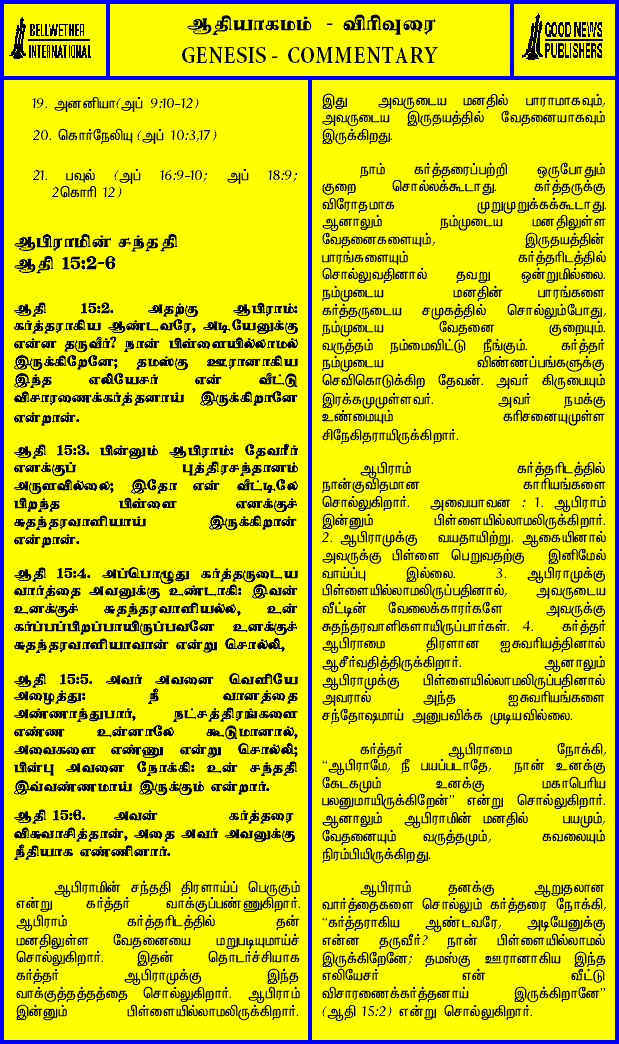 BELLWETHER
INTERNATIONAL
ஆதியாகமம் - விரிவுரை
GENESIS - COMMENTARY
GOOD NEWS
PUBLISHERS
19. அனனியா(அப் 9:10-12)
20. கொர்நேலியு (அப் 10:3,17)
21. பவுல் (அப் 16:9-10; அப் 18:9;
2கொரி 12)
ஆபிராமின் சந்ததி
ஆதி 15:2-6
ஆதி 15:2. அதற்கு ஆபிராம்:
கர்த்தராகிய ஆண்டவரே, அடியேனுக்கு
என்ன தருவீர்? நான் பிள்ளையில்லாமல்
இருக்கிறேனே; தமஸ்கு ஊரானாகிய
இந்த எலியேசர் என் வீட்டு
விசாரணைக்கர்த்தனாய் இருக்கிறானே
என்றான்.
ஆதி 15:3. பின்னும் ஆபிராம்: தேவரீர்
எனக்குப் புத்திரசந்தானம்
அருளவில்லை; இதோ என் வீட்டிலே
பிறந்த பிள்ளை எனக்குச்
சுதந்தரவாளியாய் இருக்கிறான்
என்றான்.
ஆதி 15:4. அப்பொழுது கர்த்தருடைய
வார்த்தை அவனுக்கு உண்டாகி: இவன்
உனக்குச் சுதந்தரவாளியல்ல, உன்
கர்ப்பப்பிறப்பாயிருப்பவனே உனக்குச்
சுதந்தரவாளியாவான் என்று சொல்லி,
ஆதி 15:5. அவர் அவனை வெளியே
அழைத்து: நீ வானத்தை
அண்ணாந்துபார், நட்சத்திரங்களை
எண்ண உன்னாலே கூடுமானால்,
அவைகளை எண்ணு என்று சொல்லி;
பின்பு அவனை நோக்கி: உன் சந்ததி
இவ்வண்ணமாய் இருக்கும் என்றார்.
ஆதி 15:6. அவன் கர்த்தரை
விசுவாசித்தான், அதை அவர் அவனுக்கு
நீதியாக எண்ணினார்.
ஆபிராமின் சந்ததி திரளாய்ப் பெருகும்
என்று கர்த்தர் வாக்குப்பண்ணுகிறார்.
ஆபிராம் கர்த்தரிடத்தில் தன்
மனதிலுள்ள வேதனையை மறுபடியுமாய்ச்
சொல்லுகிறார். இதன் தொடர்ச்சியாக
கர்த்தர் ஆபிராமுக்கு இந்த
வாக்குத்தத்தத்தை சொல்லுகிறார். ஆபிராம்
இன்னும் பிள்ளையில்லாமலிருக்கிறார்.
இது அவருடைய மனதில் பாராமாகவும்,
அவருடைய இருதயத்தில் வேதனையாகவும்
இருக்கிறது.
நாம் கர்த்தரைப்பற்றி ஒருபோதும்
குறை சொல்லக்கூடாது. கர்த்தருக்கு
விரோதமாக முறுமுறுக்கக்கூடாது.
ஆனாலும் நம்முடைய மனதிலுள்ள
வேதனைகளையும், இருதயத்தின்
பாரங்களையும் கர்த்தரிடத்தில்
சொல்லுவதினால் தவறு ஒன்றுமில்லை.
நம்முடைய மனதின் பாரங்களை
கர்த்தருடைய சமுகத்தில் சொல்லும்போது,
நம்முடைய வேதனை குறையும்.
வருத்தம் நம்மைவிட்டு நீங்கும். கர்த்தர்
நம்முடைய விண்ணப்பங்களுக்கு
செவிகொடுக்கிற தேவன். அவர் கிருபையும்
இரக்கமுமுள்ளவர். அவர் நமக்கு
உண்மையும் கரிசனையுமுள்ள
சிநேகிதராயிருக்கிறார்.
ஆபிராம் கர்த்தரிடத்தில்
நான்குவிதமான காரியங்களை
சொல்லுகிறார். அவையாவன : 1. ஆபிராம்
இன்னும் பிள்ளையில்லாமலிருக்கிறார்.
2. ஆபிராமுக்கு வயதாயிற்று. ஆகையினால்
அவருக்கு பிள்ளை பெறுவதற்கு இனிமேல்
வாய்ப்பு இல்லை. 3. ஆபிராமுக்கு
பிள்ளையில்லாமலிருப்பதினால், அவருடைய
வீட்டின் வேலைக்காரர்களே அவருக்கு
சுதந்தரவாளிகளாயிருப்பார்கள். 4. கர்த்தர்
ஆபிராமை திரளான ஐசுவரியத்தினால்
ஆசீர்வதித்திருக்கிறார். ஆனாலும்
ஆபிராமுக்கு பிள்ளையில்லாமலிருப்பதினால்
அவரால் அந்த ஐசுவரியங்களை
சந்தோஷமாய் அனுபவிக்க முடியவில்லை.
கர்த்தர் ஆபிராமை நோக்கி,
“ஆபிராமே, நீ பயப்படாதே, நான் உனக்கு
கேடகமும் உனக்கு மகாபெரிய
பலனுமாயிருக்கிறேன்” என்று சொல்லுகிறார்.
ஆனாலும் ஆபிராமின் மனதில் பயமும்,
வேதனையும் வருத்தமும், கவலையும்
நிரம்பியிருக்கிறது.
ஆபிராம் தனக்கு ஆறுதலான
வார்த்தைகளை சொல்லும் கர்த்தரை நோக்கி,
“கர்த்தராகிய ஆண்டவரே, அடியேனுக்கு
என்ன தருவீர்? நான் பிள்ளையில்லாமல்
இருக்கிறேனே; தமஸ்கு ஊரானாகிய இந்த
எலியேசர் என் வீட்டு
விசாரணைக்கர்த்தனாய் இருக்கிறானே”
(ஆதி 15:2) என்று சொல்லுகிறார்.